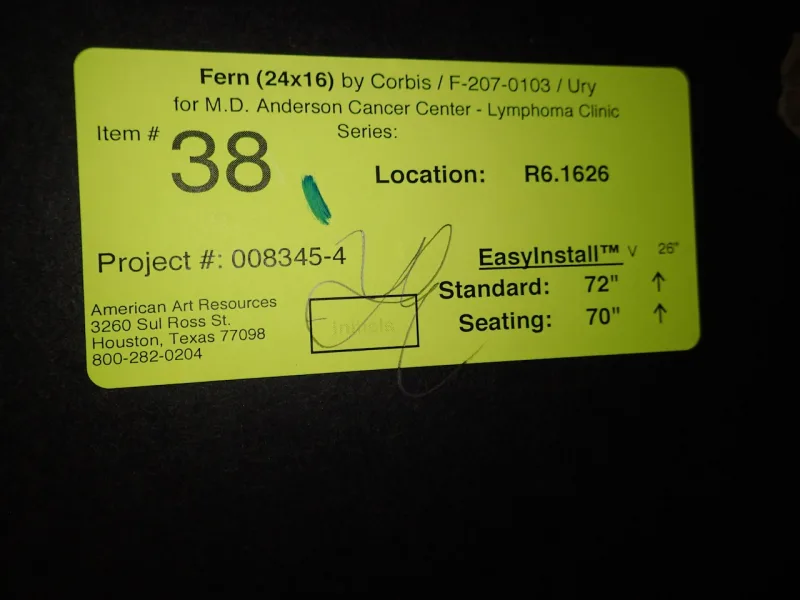 Fern (24x16) by Corbis / F-207-0103 / Ury
for M.D. Anderson Cancer Center - Lymphoma Clinic
Item # 38
Series:
Location: R6.1626
Project #: 008345-4
EasyInstall™ V 26"
Standard: 72" ↑
Seating: 70" ↑
American Art Resources
3260 Sul Ross St.
Houston, Texas 77098
800-282-0204
Initials